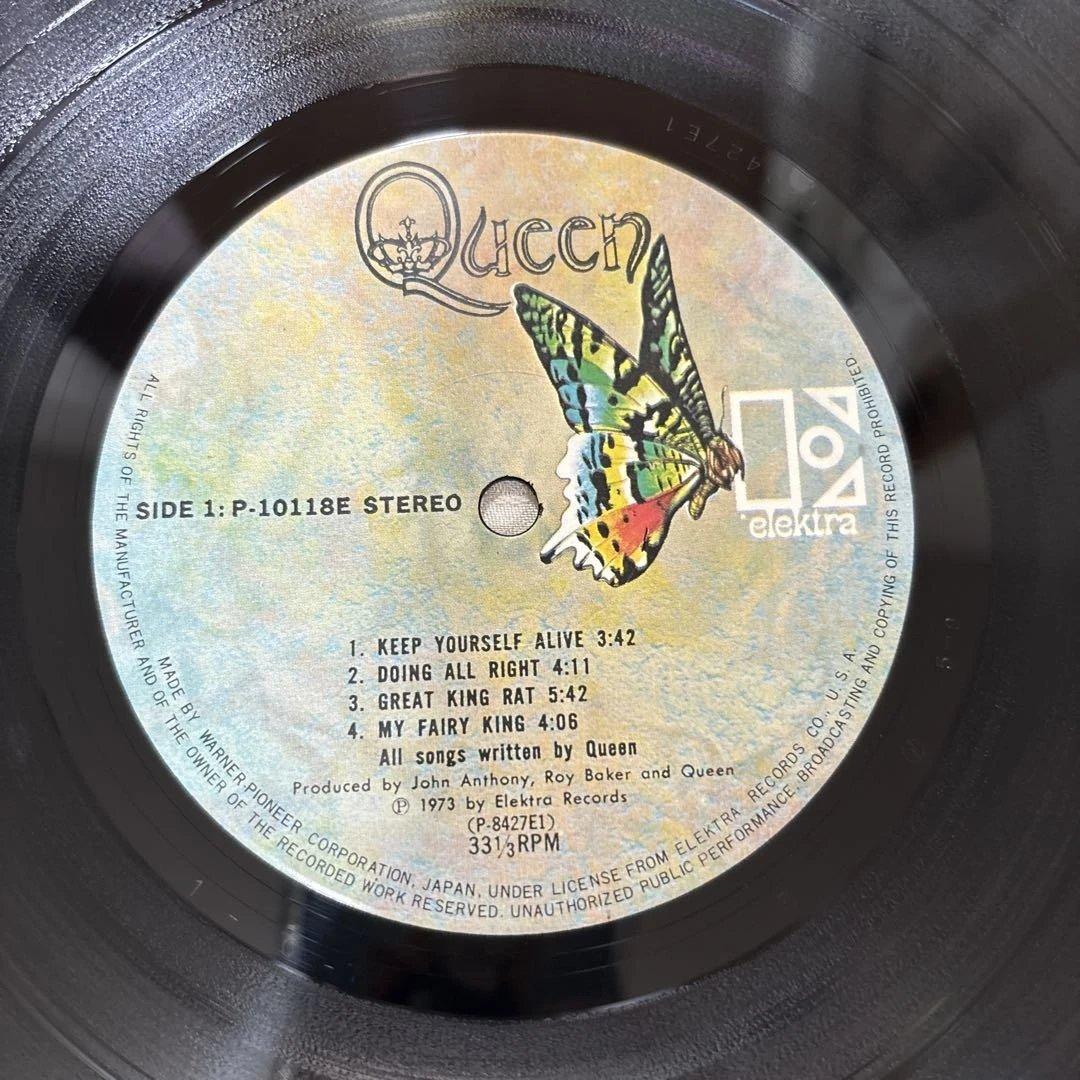 Queen
elektra
SIDE 1: P-10118E STEREO
1. KEEP YOURSELF ALIVE 3:42
2. DOING ALL RIGHT 4:11
3. GREAT KING RAT 5:42
4. MY FAIRY KING 4:06
All songs written by Queen
Produced by John Anthony, Roy Baker and Queen
Ⓟ 1973 by Elektra Records
(P-8427E1)
33⅓RPM
MADE BY WARNER-PIONEER CORPORATION, JAPAN, UNDER LICENSE FROM ELEKTRA RECORDS CO., U.S.A.
ALL RIGHTS OF THE MANUFACTURER AND OF THE OWNER OF THE RECORDED WORK RESERVED. UNAUTHORIZED PUBLIC PERFORMANCE, BROADCASTING AND COPYING OF THIS RECORD PROHIBITED.
427E1
1